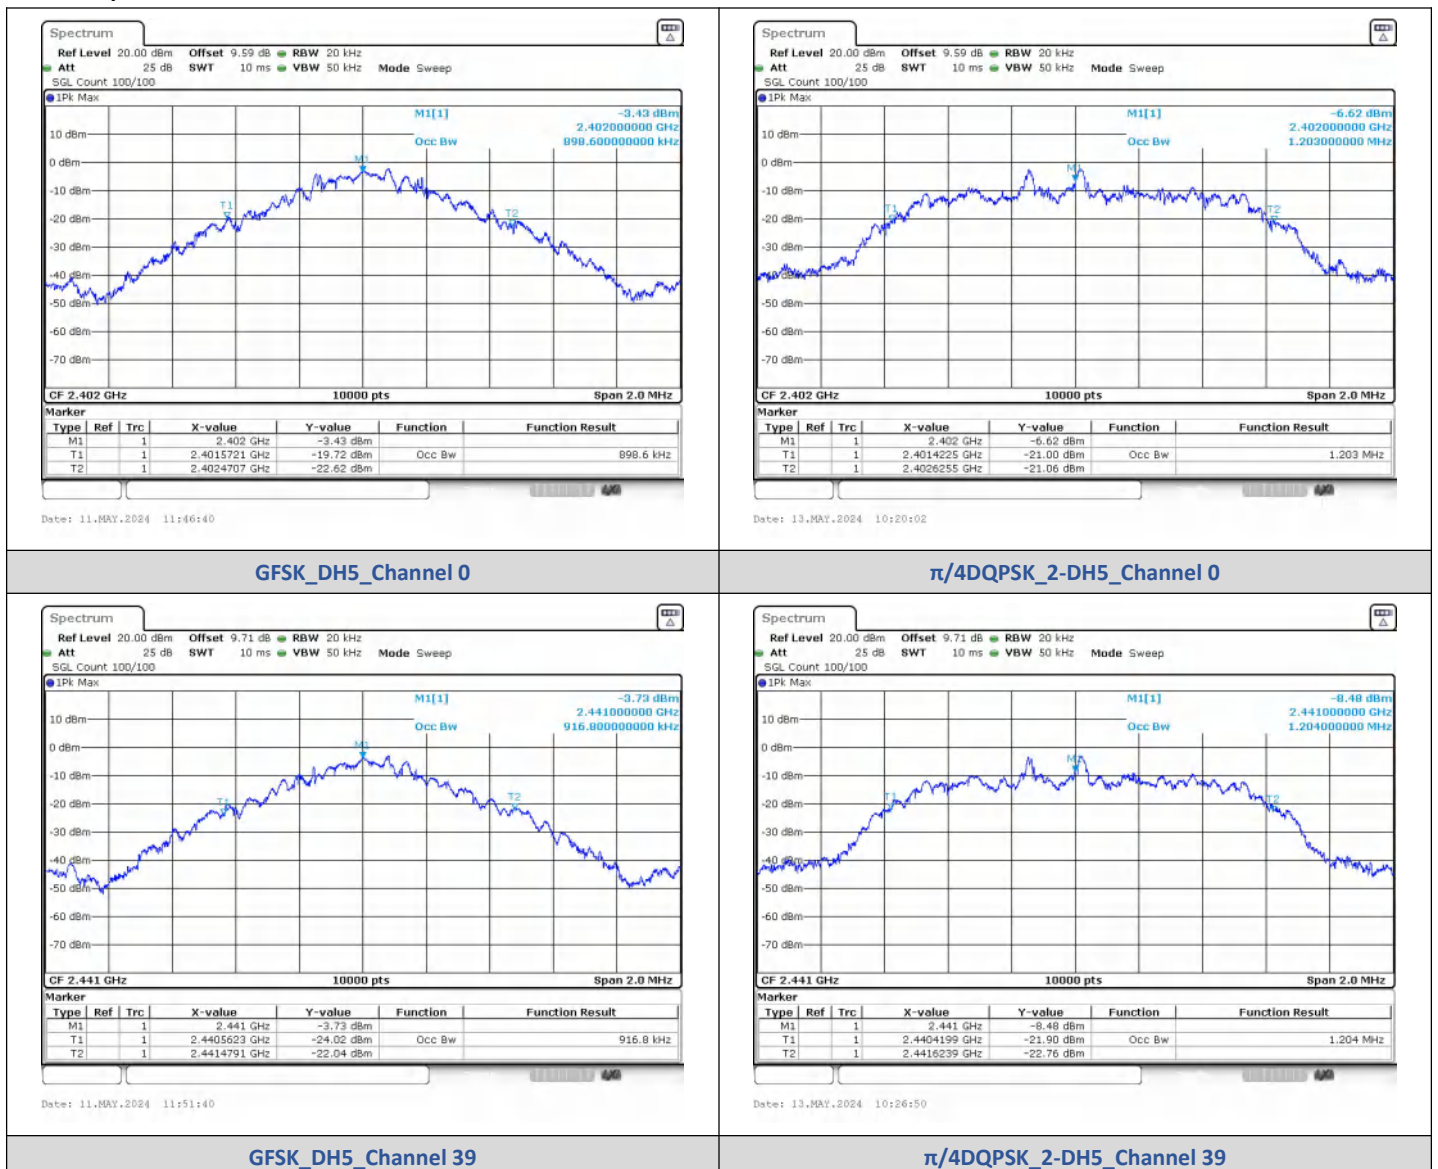 Spectrum
Ref Level 20.00 dBm Offset 9.59 dB RBW 20 kHz
Att 25 dB SWT 10 ms VBW 50 kHz Mode Sweep
SGL Count 100/100
1Pk Max
M1[1] -3.43 dBm
2.402000000 GHz
Occ Bw 898.600000000 kHz
10 dBm
0 dBm
-10 dBm
-20 dBm
-30 dBm
-40 dBm
-50 dBm
-60 dBm
-70 dBm
M1
T1
T2
CF 2.402 GHz 10000 pts Span 2.0 MHz
Marker
Type Ref Trc X-value Y-value Function Function Result
M1 1 2.402 GHz -3.43 dBm
T1 1 2.4015721 GHz -19.72 dBm Occ Bw 898.6 kHz
T2 1 2.4024707 GHz -22.62 dBm
Date: 11.MAY.2024 11:46:40
GFSK_DH5_Channel 0
Spectrum
Ref Level 20.00 dBm Offset 9.59 dB RBW 20 kHz
Att 25 dB SWT 10 ms VBW 50 kHz Mode Sweep
SGL Count 100/100
1Pk Max
M1[1] -6.62 dBm
2.402000000 GHz
Occ Bw 1.203000000 MHz
10 dBm
0 dBm
-10 dBm
-20 dBm
-30 dBm
-40 dBm
-50 dBm
-60 dBm
-70 dBm
M1
T1
T2
CF 2.402 GHz 10000 pts Span 2.0 MHz
Marker
Type Ref Trc X-value Y-value Function Function Result
M1 1 2.402 GHz -6.62 dBm
T1 1 2.4014225 GHz -21.00 dBm Occ Bw 1.203 MHz
T2 1 2.4026255 GHz -21.06 dBm
Date: 13.MAY.2024 10:20:02
π/4DQPSK_2-DH5_Channel 0
Spectrum
Ref Level 20.00 dBm Offset 9.71 dB RBW 20 kHz
Att 25 dB SWT 10 ms VBW 50 kHz Mode Sweep
SGL Count 100/100
1Pk Max
M1[1] -3.73 dBm
2.441000000 GHz
Occ Bw 916.800000000 kHz
10 dBm
0 dBm
-10 dBm
-20 dBm
-30 dBm
-40 dBm
-50 dBm
-60 dBm
-70 dBm
M1
T1
T2
CF 2.441 GHz 10000 pts Span 2.0 MHz
Marker
Type Ref Trc X-value Y-value Function Function Result
M1 1 2.441 GHz -3.73 dBm
T1 1 2.4405623 GHz -24.02 dBm Occ Bw 916.8 kHz
T2 1 2.4414791 GHz -22.04 dBm
Date: 11.MAY.2024 11:51:40
GFSK_DH5_Channel 39
Spectrum
Ref Level 20.00 dBm Offset 9.71 dB RBW 20 kHz
Att 25 dB SWT 10 ms VBW 50 kHz Mode Sweep
SGL Count 100/100
1Pk Max
M1[1] -8.48 dBm
2.441000000 GHz
Occ Bw 1.204000000 MHz
10 dBm
0 dBm
-10 dBm
-20 dBm
-30 dBm
-40 dBm
-50 dBm
-60 dBm
-70 dBm
M1
T1
T2
CF 2.441 GHz 10000 pts Span 2.0 MHz
Marker
Type Ref Trc X-value Y-value Function Function Result
M1 1 2.441 GHz -8.48 dBm
T1 1 2.4404199 GHz -21.90 dBm Occ Bw 1.204 MHz
T2 1 2.4416239 GHz -22.76 dBm
Date: 13.MAY.2024 10:26:50
π/4DQPSK_2-DH5_Channel 39